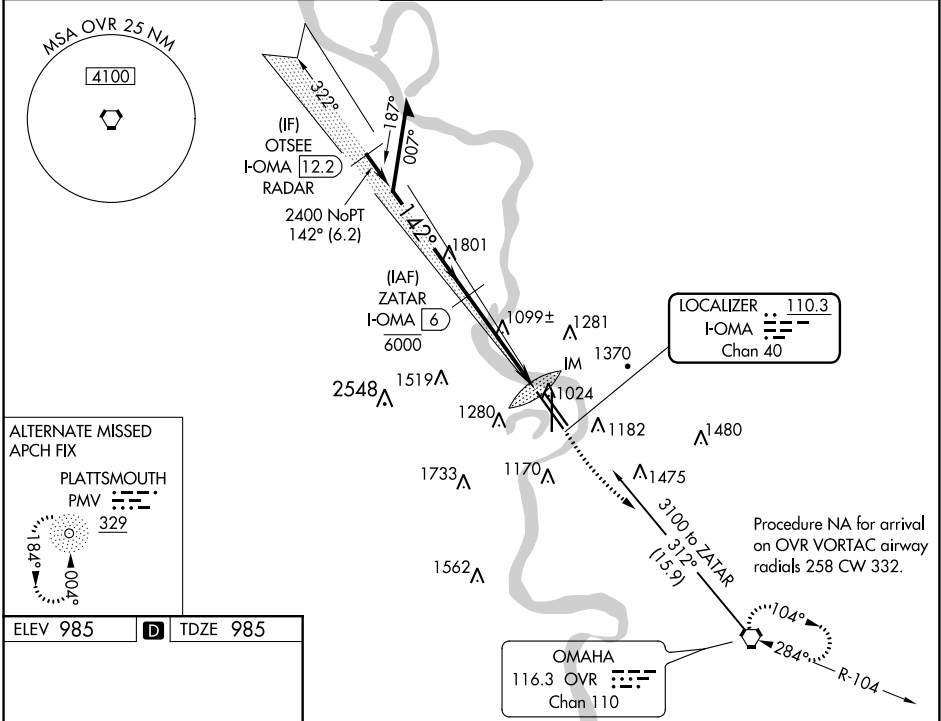 MSA OVR 25 NM
4100
322°
187°
007°
(IF)
OTSEE
I-OMA 12.2
RADAR
2400 NoPT
142° (6.2)
142°
1801
(IAF)
ZATAR
I-OMA 6
6000
1099±
1281
LOCALIZER 110.3
I-OMA
Chan 40
IM
1370
1519
2548
1024
1280
1182
1480
ALTERNATE MISSED
APCH FIX
PLATTSMOUTH
PMV
329
184°
004°
1733
1170
1475
3100 to ZATAR
312°
(15.9)
Procedure NA for arrival
on OVR VORTAC airway
radials 258 CW 332.
1562
104°
284°
R-104
ELEV 985 D TDZE 985
OMAHA
116.3 OVR
Chan 110